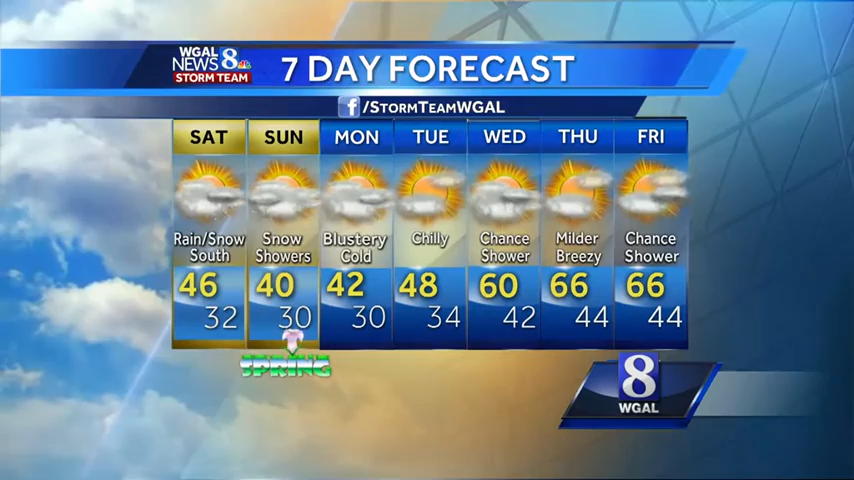 WGAL
NEWS 8
STORM TEAM
7 DAY FORECAST
f /STORMTEAMWGAL
SAT SUN MON TUE WED THU FRI
Rain/Snow South Snow Showers Blustery Cold Chilly Chance Shower Milder Breezy Chance Shower
46 40 42 48 60 66 66
32 30 30 34 42 44 44
SPRING
8
WGAL